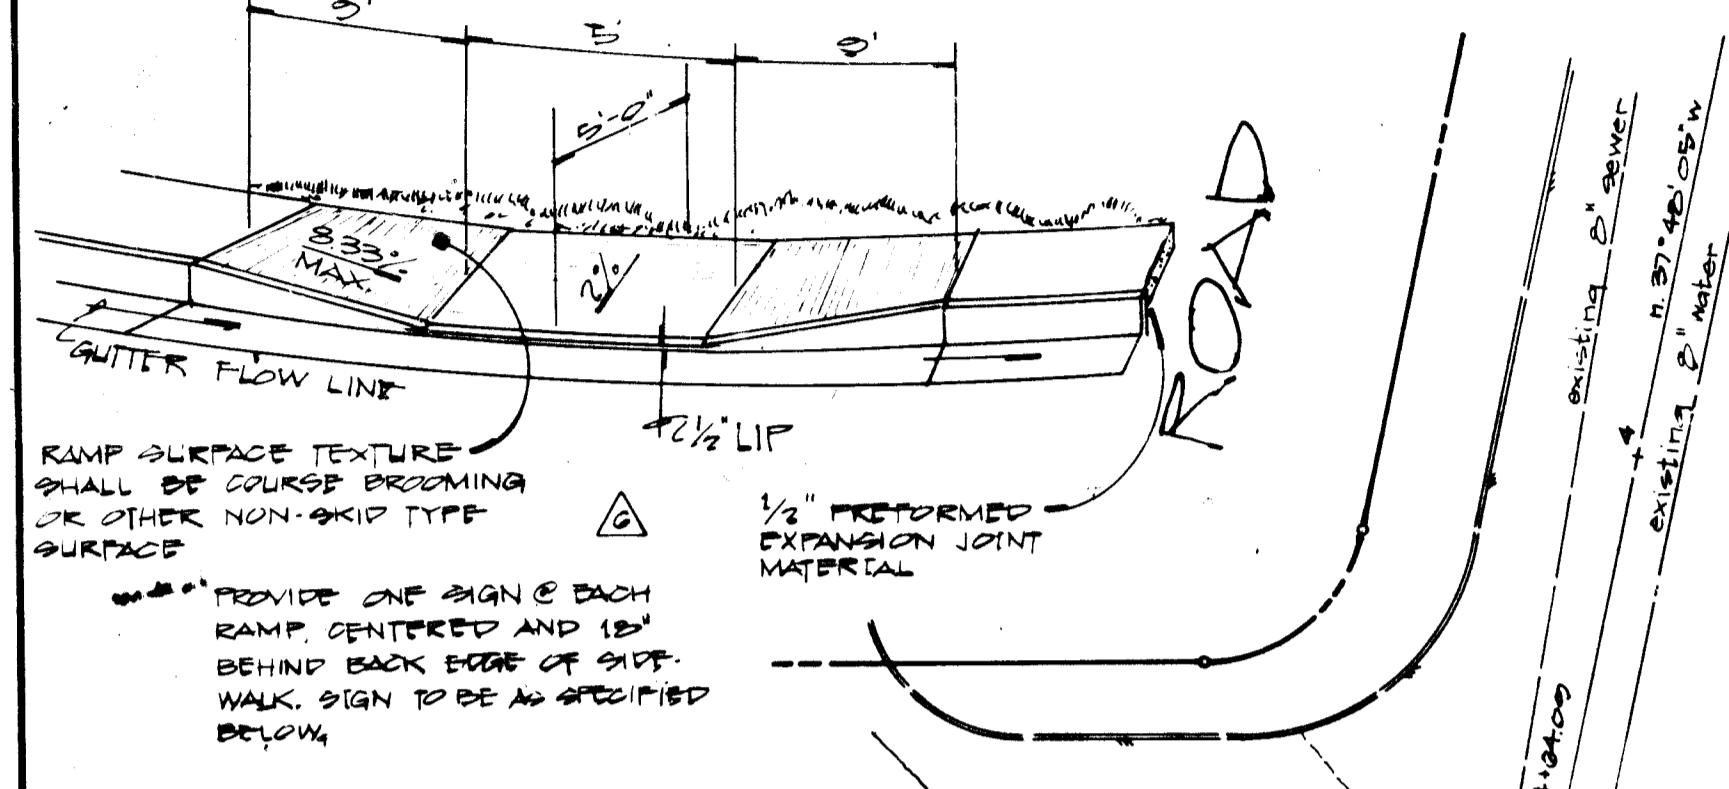 5'
5'-0"
8.33%
MAX.
2%
GUTTER FLOW LINE
RAMP SURFACE TEXTURE
SHALL BE COURSE BROOMING
OR OTHER NON-SKID TYPE
SURFACE
6
PROVIDE ONE SIGN @ EACH
RAMP, CENTERED AND 18"
BEHIND BACK EDGE OF SIDE-
WALK. SIGN TO BE AS SPECIFIED
BELOW,
1/2" LIP
1/2" PREFORMED
EXPANSION JOINT
MATERIAL
ROAD
existing 8" sewer
n. 37° 48' 05" W
+ 4
existing 8" water